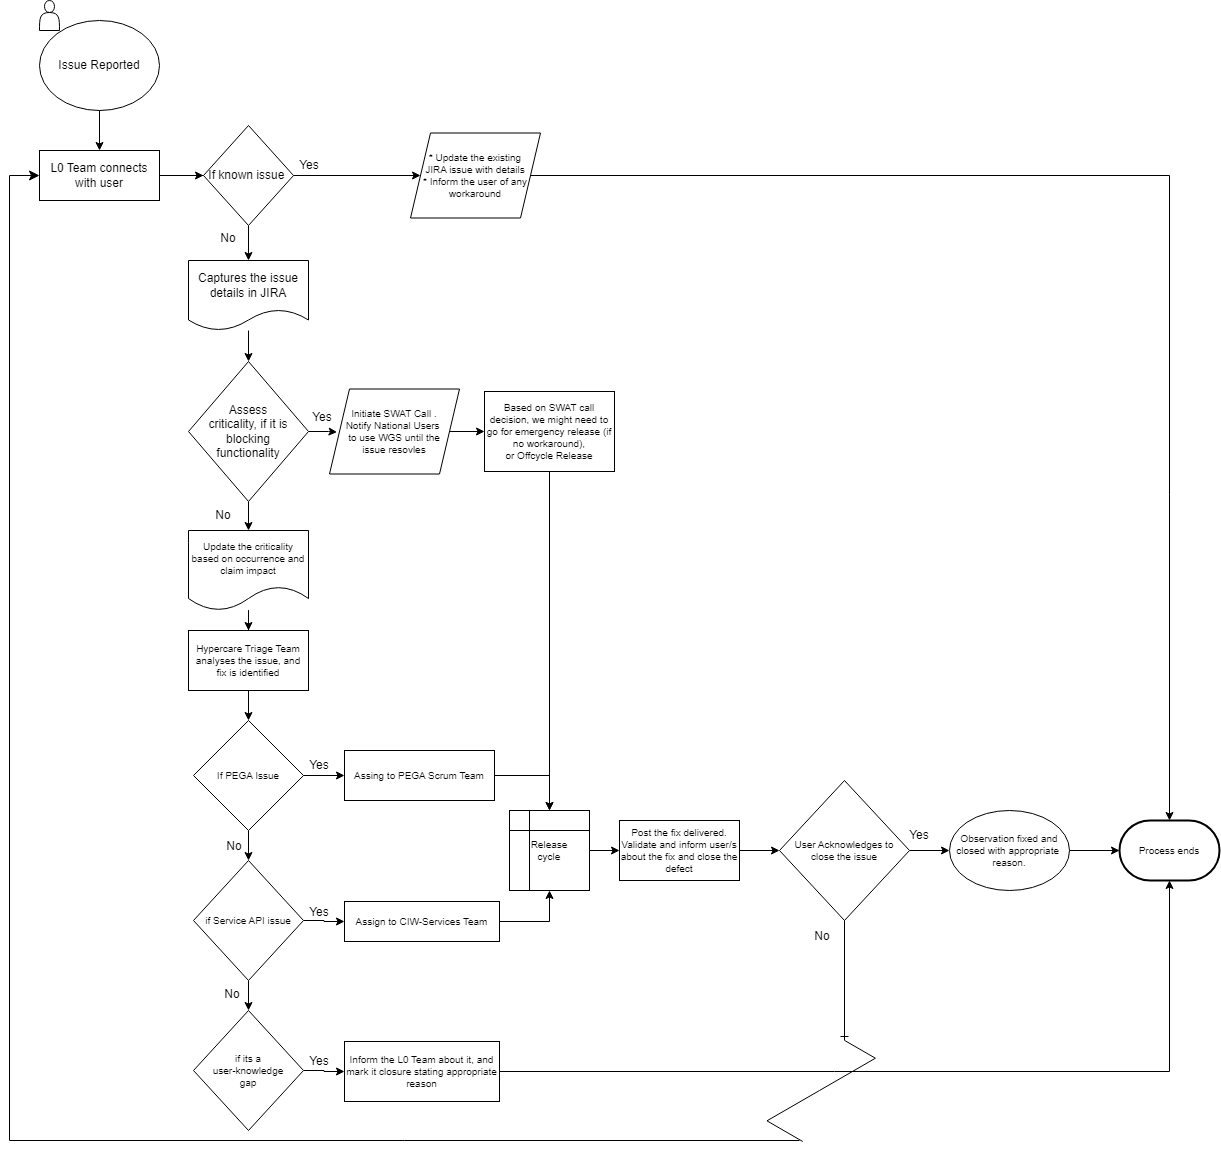 Issue Reported
L0 Team connects
with user
If known issue
Yes
* Update the existing
JIRA issue with details
* Inform the user of any
workaround
No
Captures the issue
details in JIRA
Assess
criticality, if it is
blocking
functionality
Yes
Initiate SWAT Call .
Notify National Users
to use WGS until the
issue resovles
Based on SWAT call
decision, we might need to
go for emergency release (if
no workaround),
or Offcycle Release
No
Update the criticality
based on occurrence and
claim impact
Hypercare Triage Team
analyses the issue, and
fix is identified
If PEGA Issue
Yes
Assing to PEGA Scrum Team
No
Release
cycle
Post the fix delivered.
Validate and inform user/s
about the fix and close the
defect
User Acknowledges to
close the issue
Yes
Observation fixed and
closed with appropriate
reason.
Process ends
No
if Service API issue
Yes
Assign to CIW-Services Team
No
if its a
user-knowledge
gap
Yes
Inform the L0 Team about it, and
mark it closure stating appropriate
reason